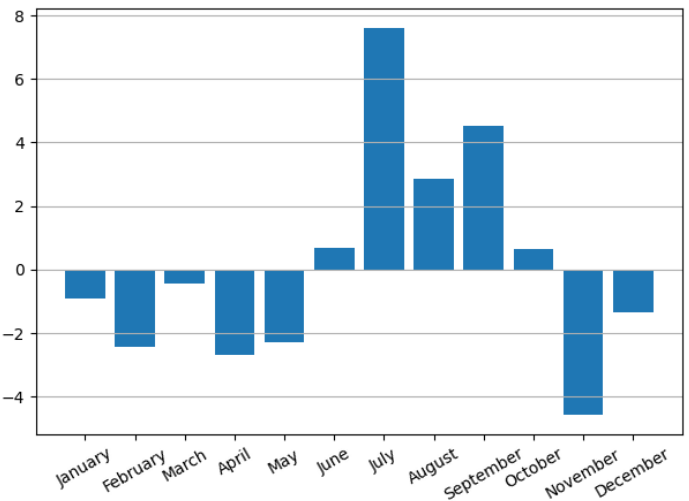 8
6
4
2
0
−2
−4
January
February
March
April
May
June
July
August
September
October
November
December